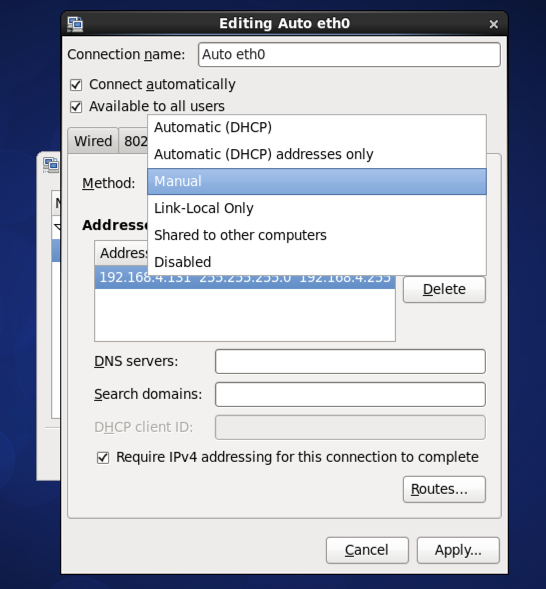 Editing Auto eth0
Connection name: Auto eth0
Connect automatically
Available to all users
Wired 802
Automatic (DHCP)
Automatic (DHCP) addresses only
Method: Manual
Link-Local Only
Shared to other computers
Disabled
Addresse
Addres
192.168.4.131 255.255.255.0 192.168.4.255
Delete
DNS servers:
Search domains:
DHCP client ID:
Require IPv4 addressing for this connection to complete
Routes...
Cancel Apply...